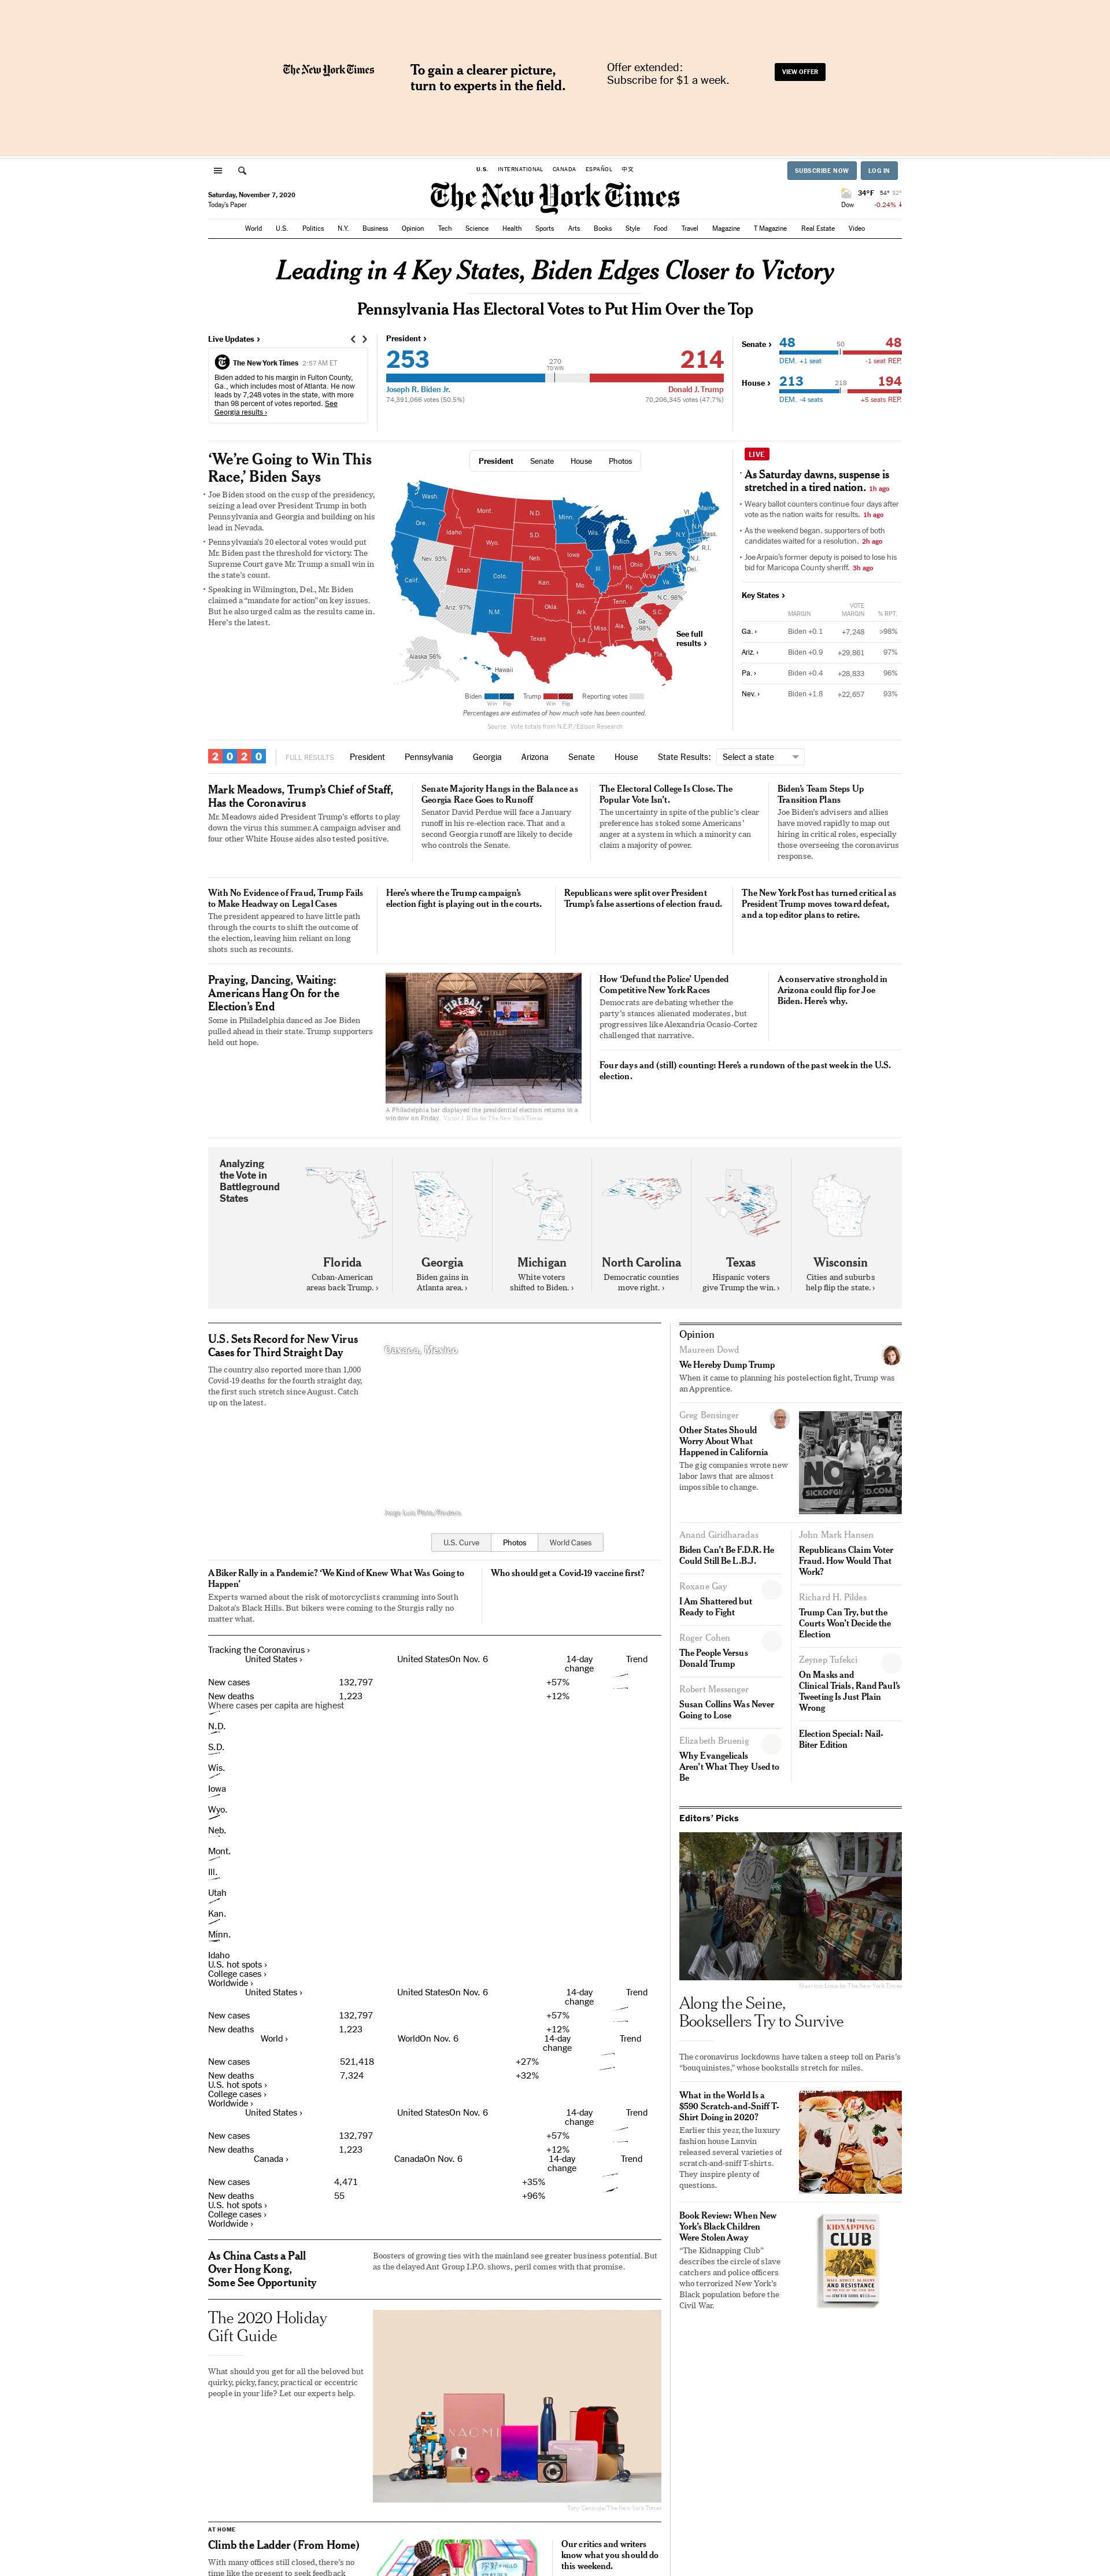 The New York Times
To gain a clearer picture,
turn to experts in the field.
Offer extended:
Subscribe for $1 a week.
VIEW OFFER
U.S.
INTERNATIONAL
CANADA
ESPAÑOL
中文
SUBSCRIBE NOW
LOG IN
Saturday, November 7, 2020
Today's Paper
The New York Times
34°F 54° 32°
Dow -0.24% ↓
World U.S. Politics N.Y. Business Opinion Tech Science Health Sports Arts Books Style Food Travel Magazine T Magazine Real Estate Video
Leading in 4 Key States, Biden Edges Closer to Victory
Pennsylvania Has Electoral Votes to Put Him Over the Top
Live Updates ›
The New York Times 2:57 AM ET
Biden added to his margin in Fulton County,
Ga., which includes most of Atlanta. He now
leads by 7,248 votes in the state, with more
than 98 percent of votes reported. See
Georgia results ›
President ›
253
270
TO WIN
214
Joseph R. Biden Jr.
Donald J. Trump
74,391,066 votes (50.5%)
70,206,345 votes (47.7%)
Senate ›
48 50 48
DEM. +1 seat
-1 seat REP.
House ›
213 218 194
DEM. -4 seats
+5 seats REP.
‘We’re Going to Win This
Race,’ Biden Says
• Joe Biden stood on the cusp of the presidency,
seizing a lead over President Trump in both
Pennsylvania and Georgia and building on his
lead in Nevada.
• Pennsylvania’s 20 electoral votes would put
Mr. Biden past the threshold for victory. The
Supreme Court gave Mr. Trump a small win in
the state’s count.
• Speaking in Wilmington, Del., Mr. Biden
claimed a “mandate for action” on key issues.
But he also urged calm as the results came in.
Here’s the latest.
President Senate House Photos
Wash.
Mont.
N.D.
Minn.
Vt.
Maine
Ore.
Idaho
S.D.
Wis.
Mich.
N.Y.
Mass.
Wyo.
R.I.
Nev. 93%
Neb.
Iowa
Pa. 96%
N.J.
Utah
Colo.
Ill.
Ind.
Ohio
Del.
Calif.
Kan.
Mo.
Ky.
W.Va.
Va.
Ariz. 97%
N.M.
Okla.
Ark.
Tenn.
N.C. 98%
S.C.
Texas
La.
Miss.
Ala.
Ga.
>98%
Fla.
Alaska 56%
Hawaii
See full
results ›
Biden
Trump
Reporting votes
Win Flip
Win Flip
Percentages are estimates of how much vote has been counted.
Source: Vote totals from N.E.P./Edison Research
LIVE
• As Saturday dawns, suspense is
stretched in a tired nation. 1h ago
• Weary ballot counters continue four days after
vote as the nation waits for results. 1h ago
• As the weekend began, supporters of both
candidates waited for a resolution. 2h ago
• Joe Arpaio’s former deputy is poised to lose his
bid for Maricopa County sheriff. 3h ago
Key States ›
MARGIN
VOTE
MARGIN
% RPT.
Ga. › Biden +0.1 +7,248 >98%
Ariz. › Biden +0.9 +29,861 97%
Pa. › Biden +0.4 +28,833 96%
Nev. › Biden +1.8 +22,657 93%
2020
FULL RESULTS President Pennsylvania Georgia Arizona Senate House State Results: Select a state
Mark Meadows, Trump’s Chief of Staff,
Has the Coronavirus
Mr. Meadows aided President Trump’s efforts to play
down the virus this summer. A campaign adviser and
four other White House aides also tested positive.
Senate Majority Hangs in the Balance as
Georgia Race Goes to Runoff
Senator David Perdue will face a January
runoff in his re-election race. That and a
second Georgia runoff are likely to decide
who controls the Senate.
The Electoral College Is Close. The
Popular Vote Isn’t.
The uncertainty in spite of the public’s clear
preference has stoked some Americans’
anger at a system in which a minority can
claim a majority of power.
Biden’s Team Steps Up
Transition Plans
Joe Biden’s advisers and allies
have moved rapidly to map out
hiring in critical roles, especially
those overseeing the coronavirus
response.
With No Evidence of Fraud, Trump Fails
to Make Headway on Legal Cases
The president appeared to have little path
through the courts to shift the outcome of
the election, leaving him reliant on long
shots such as recounts.
Here’s where the Trump campaign’s
election fight is playing out in the courts.
Republicans were split over President
Trump’s false assertions of election fraud.
The New York Post has turned critical as
President Trump moves toward defeat,
and a top editor plans to retire.
Praying, Dancing, Waiting:
Americans Hang On for the
Election’s End
Some in Philadelphia danced as Joe Biden
pulled ahead in their state. Trump supporters
held out hope.
FIREBALL
A Philadelphia bar displayed the presidential election returns in a
window on Friday. Victor J. Blue for The New York Times
How ‘Defund the Police’ Upended
Competitive New York Races
Democrats are debating whether the
party’s stances alienated moderates, but
progressives like Alexandria Ocasio-Cortez
challenged that narrative.
A conservative stronghold in
Arizona could flip for Joe
Biden. Here’s why.
Four days and (still) counting: Here’s a rundown of the past week in the U.S.
election.
Analyzing
the Vote in
Battleground
States
Florida
Cuban-American
areas back Trump. ›
Georgia
Biden gains in
Atlanta area. ›
Michigan
White voters
shifted to Biden. ›
North Carolina
Democratic counties
move right. ›
Texas
Hispanic voters
give Trump the win. ›
Wisconsin
Cities and suburbs
help flip the state. ›
U.S. Sets Record for New Virus
Cases for Third Straight Day
The country also reported more than 1,000
Covid-19 deaths for the fourth straight day,
the first such stretch since August. Catch
up on the latest.
Oaxaca, Mexico
Jorge Luis Plata/Reuters
U.S. Curve Photos World Cases
A Biker Rally in a Pandemic? ‘We Kind of Knew What Was Going to
Happen’
Experts warned about the risk of motorcyclists cramming into South
Dakota’s Black Hills. But bikers were coming to the Sturgis rally no
matter what.
Who should get a Covid-19 vaccine first?
Tracking the Coronavirus ›
United States › United StatesOn Nov. 6 14-day
change Trend
New cases 132,797 +57%
New deaths 1,223 +12%
Where cases per capita are highest
N.D.
S.D.
Wis.
Iowa
Wyo.
Neb.
Mont.
Ill.
Utah
Kan.
Minn.
Idaho
U.S. hot spots ›
College cases ›
Worldwide ›
United States › United StatesOn Nov. 6 14-day
change Trend
New cases 132,797 +57%
New deaths 1,223 +12%
World › WorldOn Nov. 6 14-day
change Trend
New cases 521,418 +27%
New deaths 7,324 +32%
U.S. hot spots ›
College cases ›
Worldwide ›
United States › United StatesOn Nov. 6 14-day
change Trend
New cases 132,797 +57%
New deaths 1,223 +12%
Canada › CanadaOn Nov. 6 14-day
change Trend
New cases 4,471 +35%
New deaths 55 +96%
U.S. hot spots ›
College cases ›
Worldwide ›
As China Casts a Pall
Over Hong Kong,
Some See Opportunity
Boosters of growing ties with the mainland see greater business potential. But
as the delayed Ant Group I.P.O. shows, peril comes with that promise.
The 2020 Holiday
Gift Guide
What should you get for all the beloved but
quirky, picky, fancy, practical or eccentric
people in your life? Let our experts help.
NAOMI
Tony Cenicola/The New York Times
AT HOME
Climb the Ladder (From Home)
With many offices still closed, there’s no
time like the present to seek feedback
Our critics and writers
know what you should do
this weekend.
Opinion
Maureen Dowd
We Hereby Dump Trump
When it came to planning his postelection fight, Trump was
an Apprentice.
Greg Bensinger
Other States Should
Worry About What
Happened in California
The gig companies wrote new
labor laws that are almost
impossible to change.
NO 22
Anand Giridharadas
Biden Can’t Be F.D.R. He
Could Still Be L.B.J.
Roxane Gay
I Am Shattered but
Ready to Fight
Roger Cohen
The People Versus
Donald Trump
Robert Messenger
Susan Collins Was Never
Going to Lose
Elizabeth Bruenig
Why Evangelicals
Aren’t What They Used to
Be
John Mark Hansen
Republicans Claim Voter
Fraud. How Would That
Work?
Richard H. Pildes
Trump Can Try, but the
Courts Won’t Decide the
Election
Zeynep Tufekci
On Masks and
Clinical Trials, Rand Paul’s
Tweeting Is Just Plain
Wrong
Election Special: Nail-
Biter Edition
Editors’ Picks
Mauricio Lima for The New York Times
Along the Seine,
Booksellers Try to Survive
The coronavirus lockdowns have taken a steep toll on Paris’s
“bouquinistes,” whose bookstalls stretch for miles.
What in the World Is a
$590 Scratch-and-Sniff T-
Shirt Doing in 2020?
Earlier this year, the luxury
fashion house Lanvin
released several varieties of
scratch-and-sniff T-shirts.
They inspire plenty of
questions.
Book Review: When New
York’s Black Children
Were Stolen Away
“The Kidnapping Club”
describes the circle of slave
catchers and police officers
who terrorized New York’s
Black population before the
Civil War.
THE
KIDNAPPING
CLUB
AND RESISTANCE